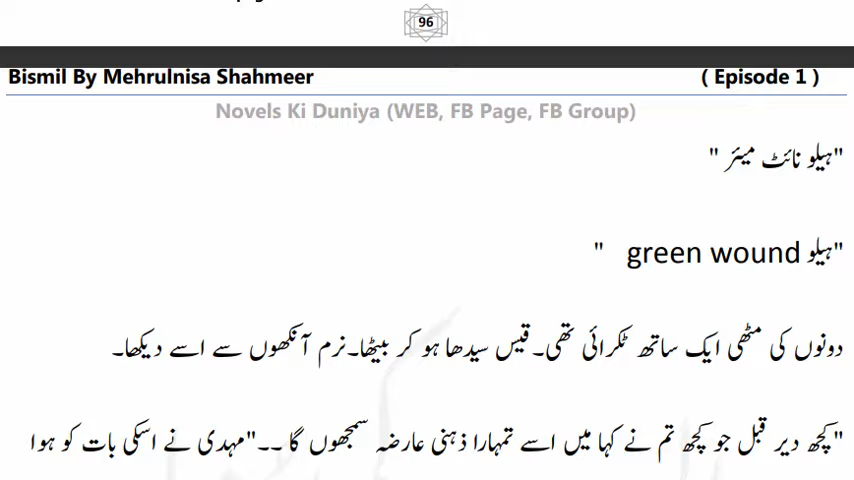 96
Bismil By Mehrulnisa Shahmeer ( Episode 1 )
Novels Ki Duniya (WEB, FB Page, FB Group)
"ہیلو نائٹ میئر"
"ہیلو green wound "
دونوں کی مٹھی ایک ساتھ ٹکرائی تھی۔ قیس سیدھا ہو کر بیٹھا۔ نرم آنکھوں سے اسے دیکھا۔
"کچھ دیر قبل جو کچھ تم نے کہا میں اسے تمہارا ذہنی عارضہ سمجھوں گا ۔۔"مہدی نے اسکی بات کو ہوا